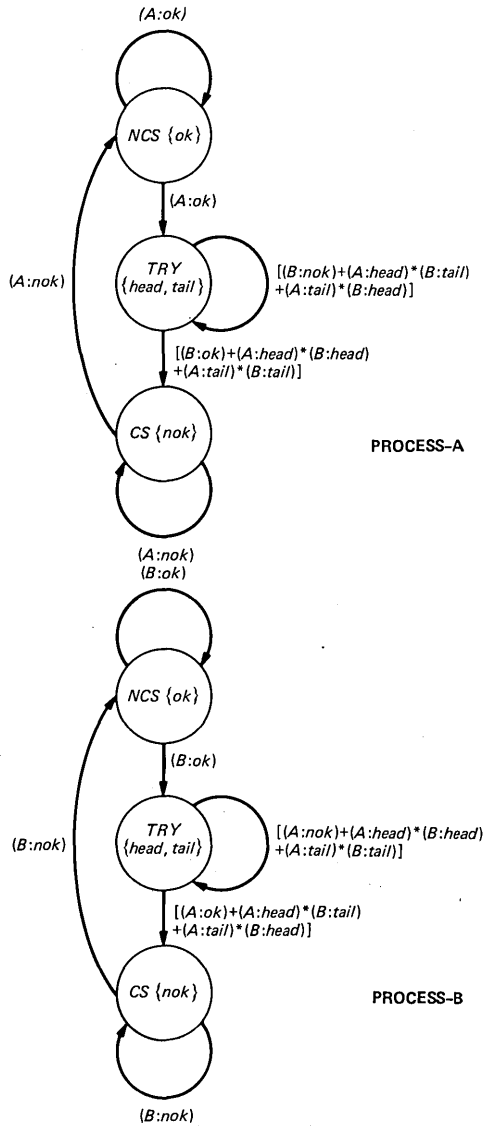 (A:ok)
NCS {ok}
(A:ok)
(A:nok)
TRY
{head, tail}
[(B:nok)+(A:head)*(B:tail)
+(A:tail)*(B:head)]
[(B:ok)+(A:head)*(B:head)
+(A:tail)*(B:tail)]
CS {nok}
PROCESS–A
(A:nok)
(B:ok)
NCS {ok}
(B:ok)
(B:nok)
TRY
{head, tail}
[(A:nok)+(A:head)*(B:head)
+(A:tail)*(B:tail)]
[(A:ok)+(A:head)*(B:tail)
+(A:tail)*(B:head)]
CS {nok}
PROCESS–B
(B:nok)